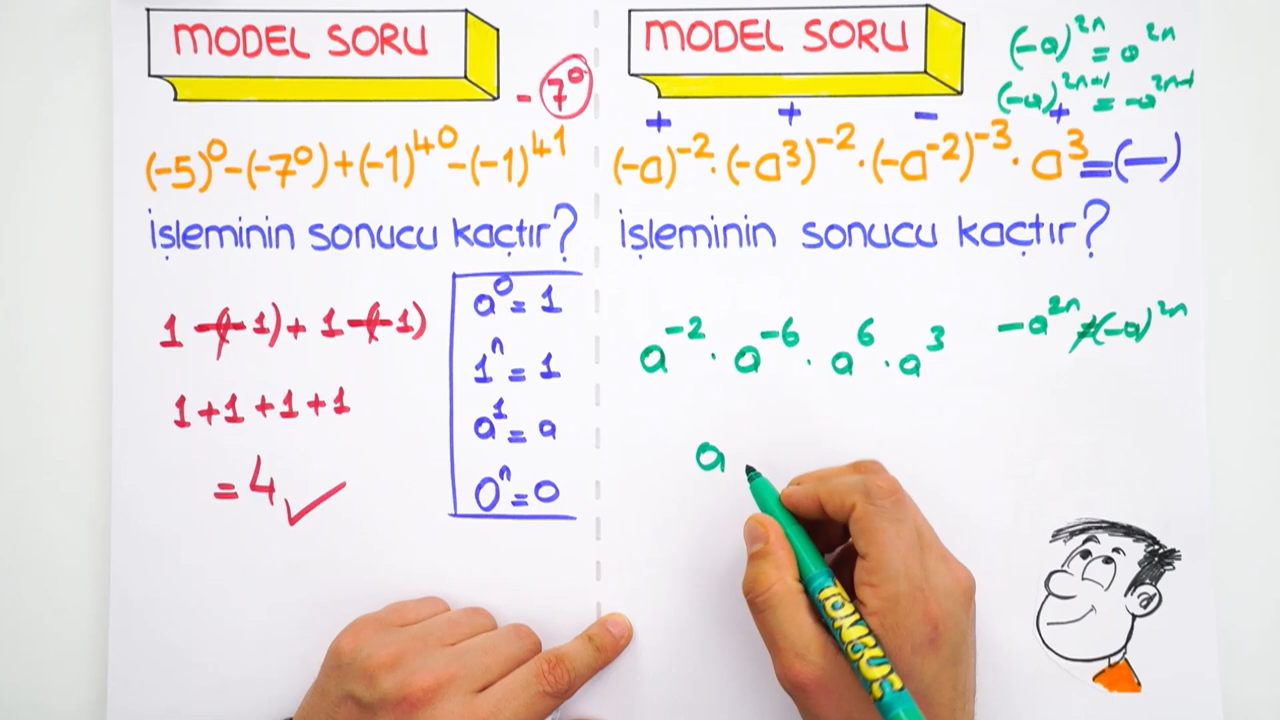 MODEL SORU
- 7⁰
(-5)⁰-(-7⁰)+(-1)⁴⁰-(-1)⁴¹
işleminin sonucu kaçtır?
1-(-1)+1-(-1)
1+1+1+1
=4
a⁰=1
1ⁿ=1
a¹=a
0ⁿ=0
MODEL SORU
(-a)²ⁿ=a²ⁿ
(-a)²ⁿ⁻¹=-a²ⁿ⁻¹
+ + - +
(-a)⁻²·(-a³)⁻²·(-a⁻²)⁻³·a³=(-)
işleminin sonucu kaçtır?
a⁻²·a⁻⁶·a⁶·a³
-a²ⁿ≠(-a)²ⁿ
a
TOMBUS